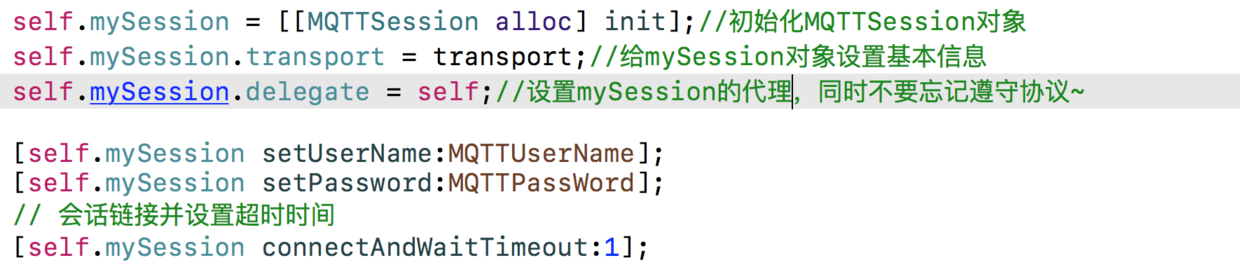 self.mySession = [[MQTTSession alloc] init];//初始化MQTTSession对象
self.mySession.transport = transport;//给mySession对象设置基本信息
self.mySession.delegate = self;//设置mySession的代理，同时不要忘记遵守协议~
[self.mySession setUserName:MQTTUserName];
[self.mySession setPassword:MQTTPassWord];
// 会话链接并设置超时时间
[self.mySession connectAndWaitTimeout:1];